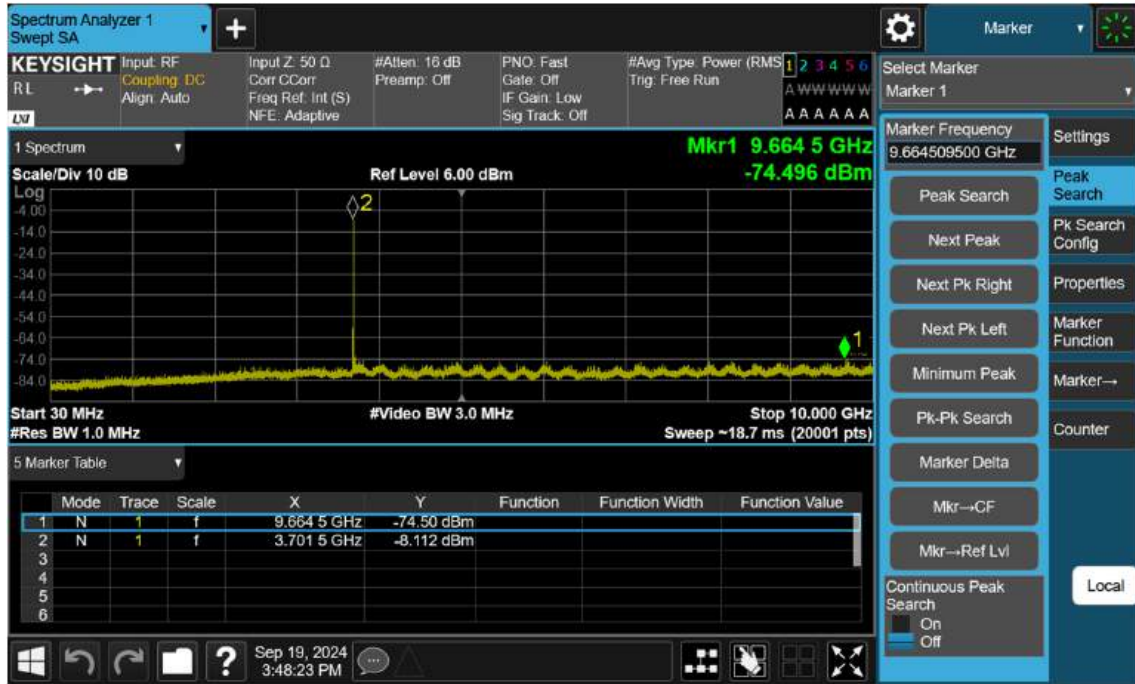 Spectrum Analyzer 1
Swept SA
+
Marker
KEYSIGHT
RL
LXI
Input: RF
Coupling: DC
Align: Auto
Input Z: 50 Ω
Corr CCorr
Freq Ref: Int (S)
NFE: Adaptive
#Atten: 16 dB
Preamp: Off
PNO: Fast
Gate: Off
IF Gain: Low
Sig Track: Off
#Avg Type: Power (RMS
Trig: Free Run
1 2 3 4 5 6
A W W W W W
A A A A A A
Select Marker
Marker 1
1 Spectrum
Mkr1 9.664 5 GHz
Scale/Div 10 dB
Ref Level 6.00 dBm
-74.496 dBm
Log
-4.00
-14.0
-24.0
-34.0
-44.0
-54.0
-64.0
-74.0
-84.0
2
1
Start 30 MHz
#Video BW 3.0 MHz
Stop 10.000 GHz
#Res BW 1.0 MHz
Sweep ~18.7 ms (20001 pts)
5 Marker Table
Mode Trace Scale X Y Function Function Width Function Value
1 N 1 f 9.664 5 GHz -74.50 dBm
2 N 1 f 3.701 5 GHz -8.112 dBm
3
4
5
6
Marker Frequency
9.664509500 GHz
Peak Search
Next Peak
Next Pk Right
Next Pk Left
Minimum Peak
Pk-Pk Search
Marker Delta
Mkr→CF
Mkr→Ref Lvl
Continuous Peak
Search
On
Off
Settings
Peak
Search
Pk Search
Config
Properties
Marker
Function
Marker→
Counter
Local
?
Sep 19, 2024
3:48:23 PM